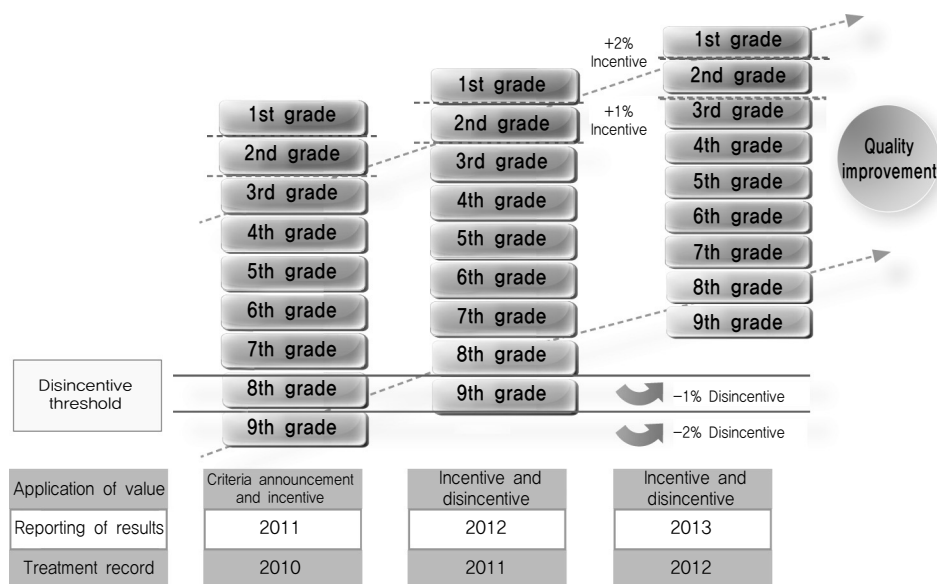 +2%
Incentive
+1%
Incentive
1st grade
2nd grade
3rd grade
4th grade
5th grade
6th grade
7th grade
8th grade
9th grade
1st grade
2nd grade
3rd grade
4th grade
5th grade
6th grade
7th grade
8th grade
9th grade
1st grade
2nd grade
3rd grade
4th grade
5th grade
6th grade
7th grade
8th grade
9th grade
Quality
improvement
Disincentive
threshold
−1% Disincentive
−2% Disincentive
Application of value
Criteria announcement
and incentive
Incentive and
disincentive
Incentive and
disincentive
Reporting of results
2011
2012
2013
Treatment record
2010
2011
2012